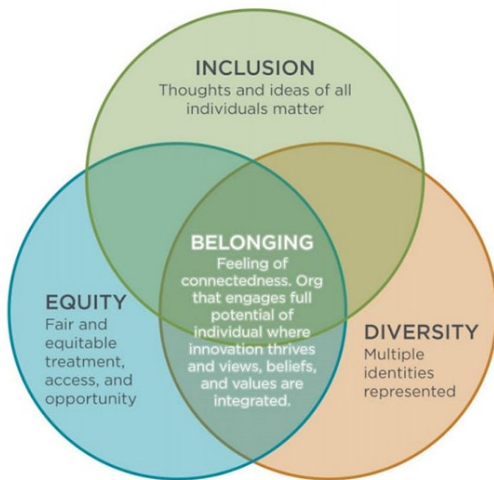 INCLUSION
Thoughts and ideas of all
individuals matter
BELONGING
Feeling of
connectedness. Org
that engages full
potential of
individual where
innovation thrives
and views, beliefs,
and values are
integrated.
EQUITY
Fair and
equitable
treatment,
access, and
opportunity
DIVERSITY
Multiple
identities
represented